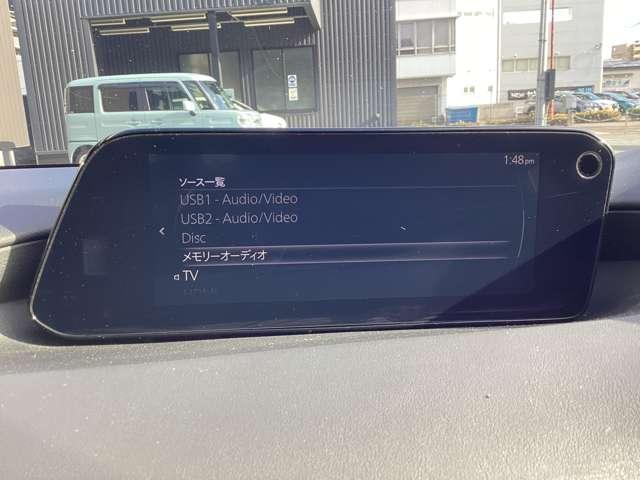 1:48pm
ソース一覧
USB1 - Audio/Video
USB2 - Audio/Video
Disc
メモリーオーディオ
TV